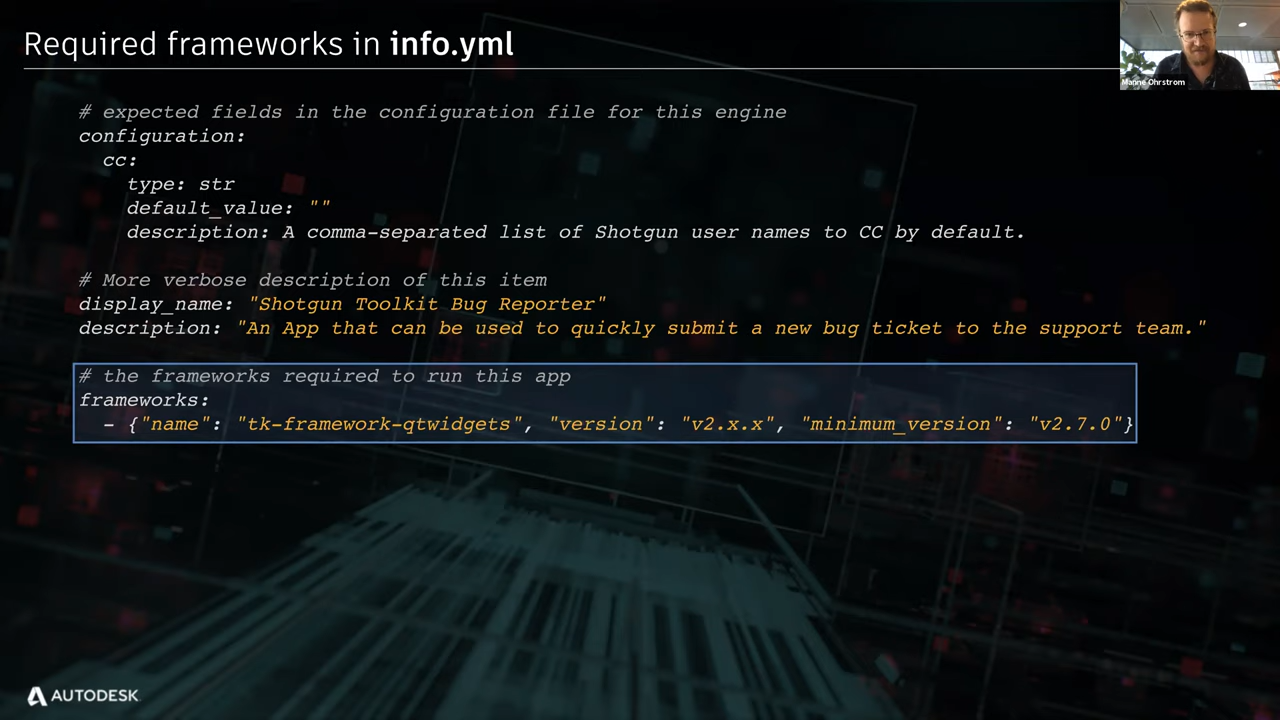 Required frameworks in info.yml
Manne Ohrstrom
# expected fields in the configuration file for this engine
configuration:
cc:
type: str
default_value: ""
description: A comma-separated list of Shotgun user names to CC by default.
# More verbose description of this item
display_name: "Shotgun Toolkit Bug Reporter"
description: "An App that can be used to quickly submit a new bug ticket to the support team."
# the frameworks required to run this app
frameworks:
- {"name": "tk-framework-qtwidgets", "version": "v2.x.x", "minimum_version": "v2.7.0"}
AUTODESK